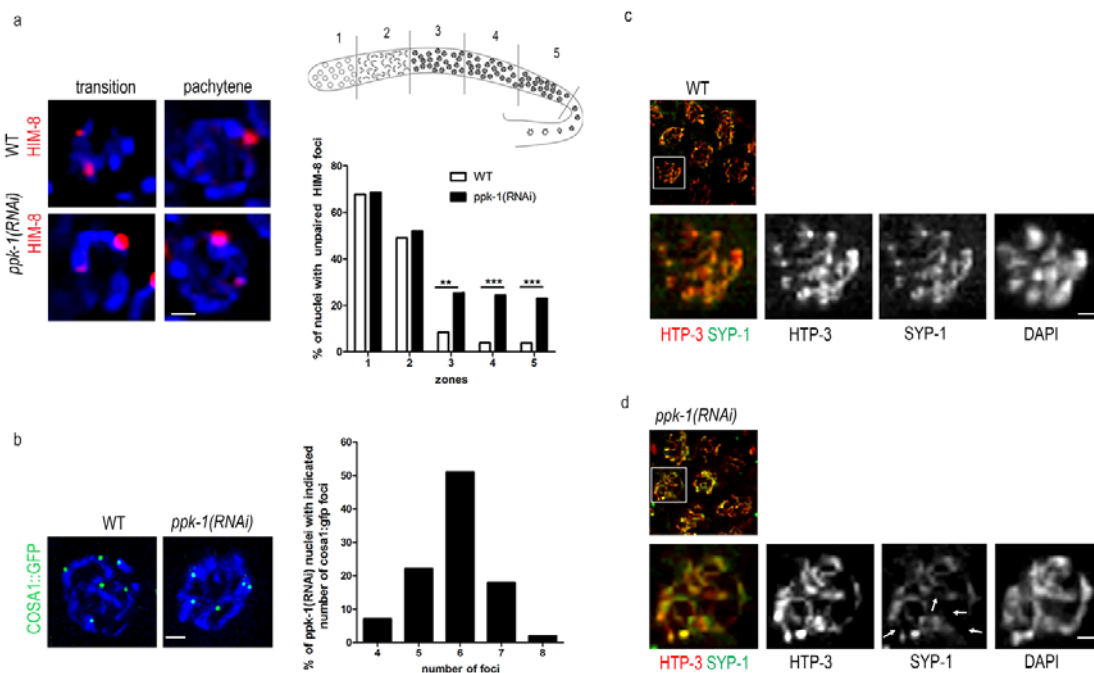 a
transition
pachytene
WT
HIM-8
ppk-1(RNAi)
HIM-8
1
2
3
4
5
% of nuclei with unpaired HIM-8 foci
80
60
40
20
0
WT
ppk-1(RNAi)
**
***
***
1
2
3
4
5
zones
b
WT
ppk-1(RNAi)
COSA1::GFP
% of ppk-1(RNAi) nuclei with indicated
number of cosa1:gfp foci
60
50
40
30
20
10
0
4
5
6
7
8
number of foci
c
WT
HTP-3 SYP-1
HTP-3
SYP-1
DAPI
d
ppk-1(RNAi)
HTP-3 SYP-1
HTP-3
SYP-1
DAPI